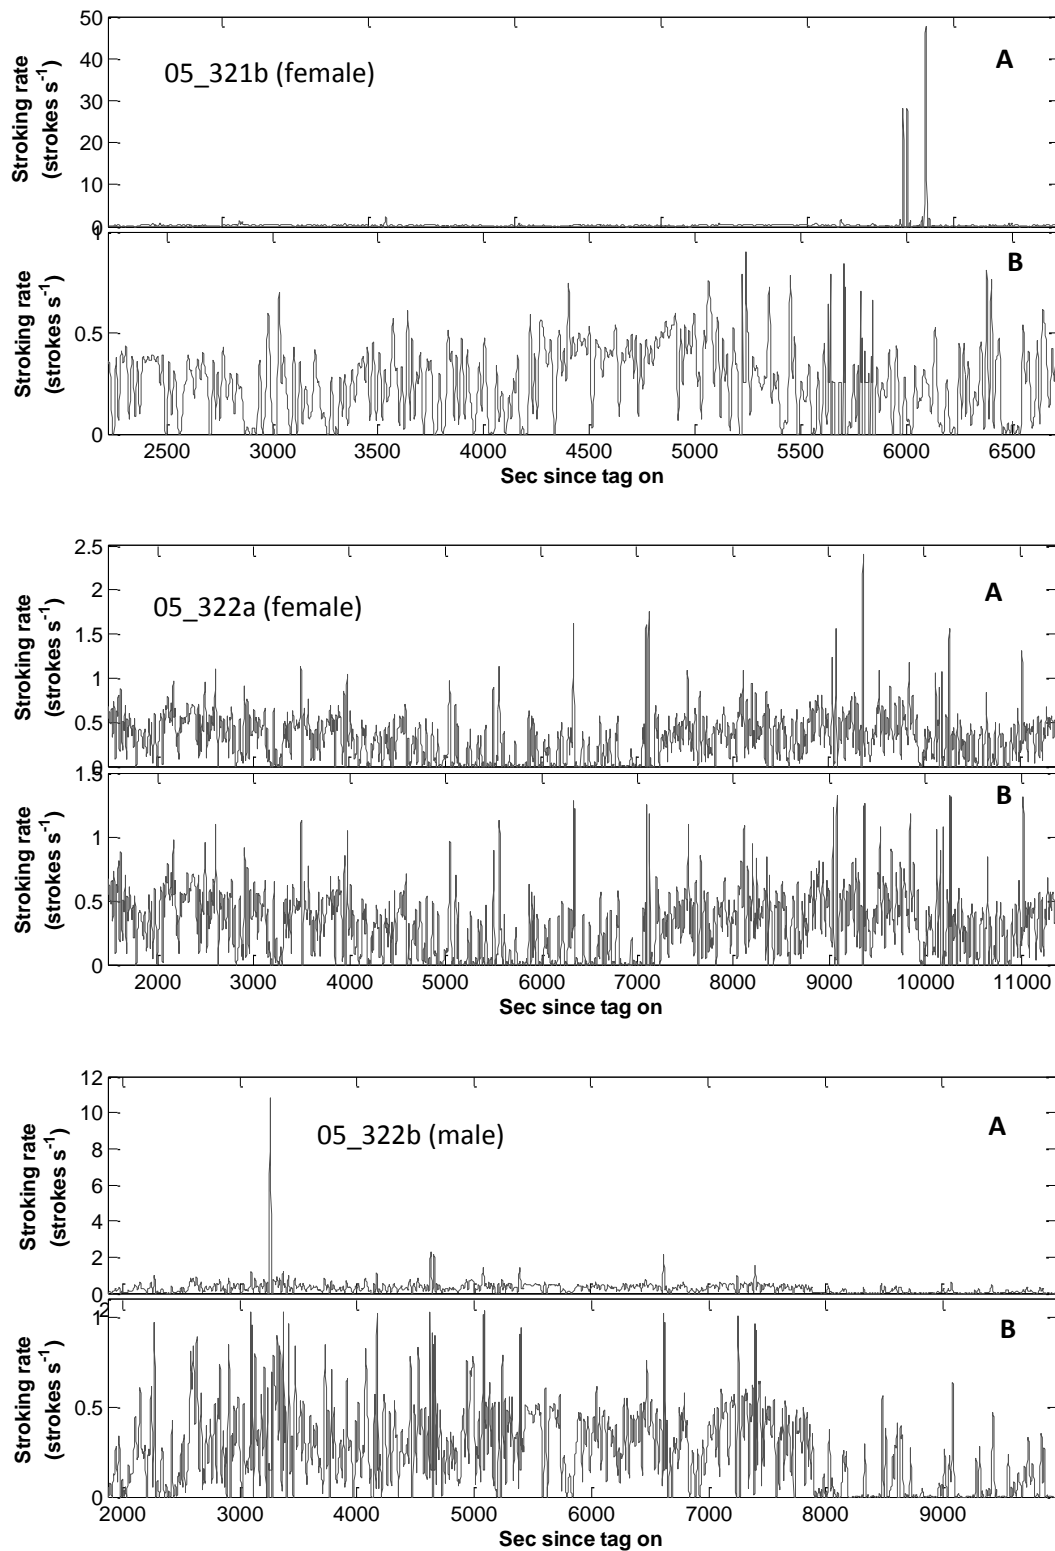 50
40
30
20
10
0
Stroking rate
(strokes s⁻¹)
05_321b (female)
A
1
0.5
0
Stroking rate
(strokes s⁻¹)
B
2500 3000 3500 4000 4500 5000 5500 6000 6500
Sec since tag on
2.5
2
1.5
1
0.5
0
Stroking rate
(strokes s⁻¹)
05_322a (female)
A
1.5
1
0.5
0
Stroking rate
(strokes s⁻¹)
B
2000 3000 4000 5000 6000 7000 8000 9000 10000 11000
Sec since tag on
12
10
8
6
4
2
0
Stroking rate
(strokes s⁻¹)
05_322b (male)
A
1
0.5
0
Stroking rate
(strokes s⁻¹)
B
2000 3000 4000 5000 6000 7000 8000 9000
Sec since tag on